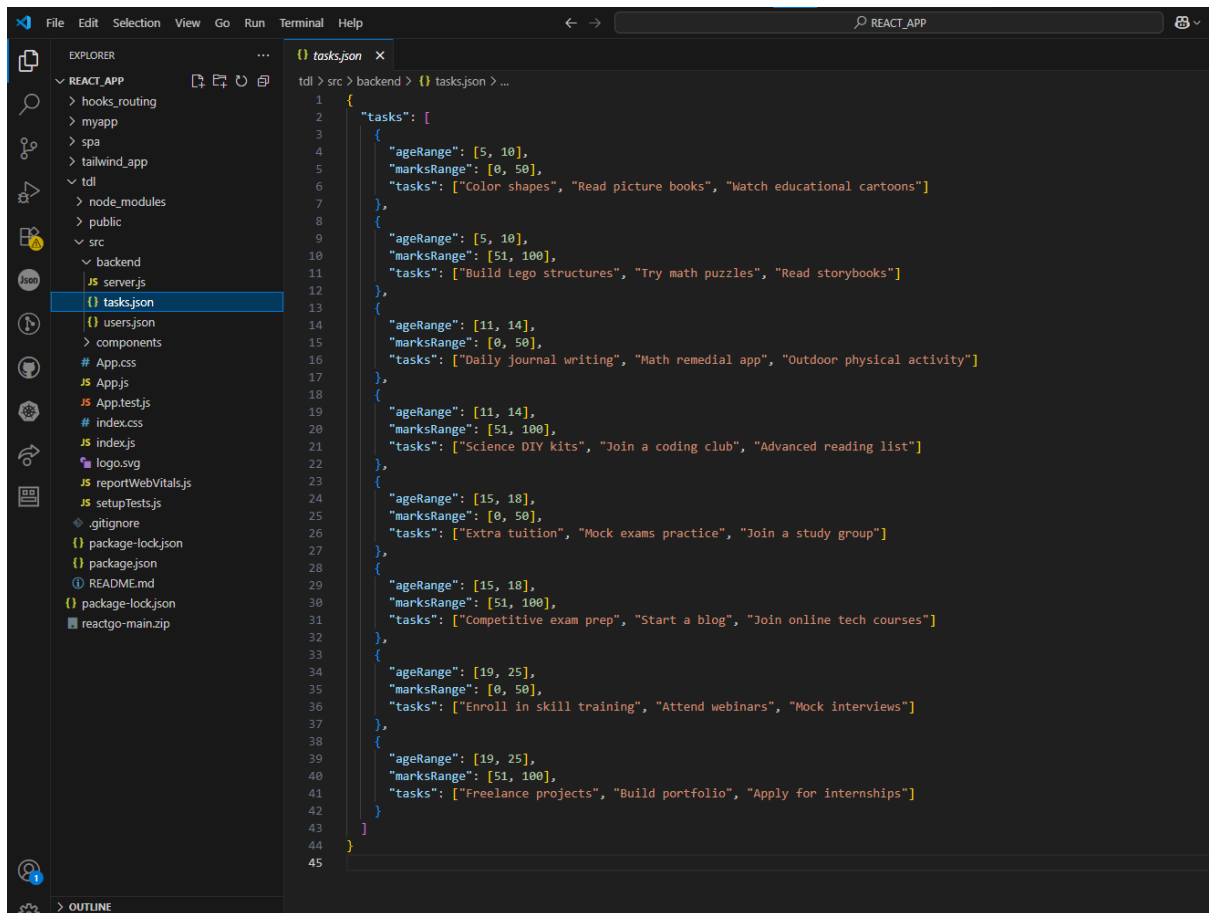 File Edit Selection View Go Run Terminal Help
REACT_APP
EXPLORER
REACT_APP
hooks_routing
myapp
spa
tailwind_app
tdl
node_modules
public
src
backend
JS server.js
{} tasks.json
{} users.json
components
# App.css
JS App.js
JS App.test.js
# index.css
JS index.js
logo.svg
JS reportWebVitals.js
JS setupTests.js
.gitignore
{} package-lock.json
{} package.json
README.md
{} package-lock.json
reactgo-main.zip
OUTLINE
Json
1
{} tasks.json
tdl > src > backend > {} tasks.json > ...
1 {
2 "tasks": [
3 {
4 "ageRange": [5, 10],
5 "marksRange": [0, 50],
6 "tasks": ["Color shapes", "Read picture books", "Watch educational cartoons"]
7 },
8 {
9 "ageRange": [5, 10],
10 "marksRange": [51, 100],
11 "tasks": ["Build Lego structures", "Try math puzzles", "Read storybooks"]
12 },
13 {
14 "ageRange": [11, 14],
15 "marksRange": [0, 50],
16 "tasks": ["Daily journal writing", "Math remedial app", "Outdoor physical activity"]
17 },
18 {
19 "ageRange": [11, 14],
20 "marksRange": [51, 100],
21 "tasks": ["Science DIY kits", "Join a coding club", "Advanced reading list"]
22 },
23 {
24 "ageRange": [15, 18],
25 "marksRange": [0, 50],
26 "tasks": ["Extra tuition", "Mock exams practice", "Join a study group"]
27 },
28 {
29 "ageRange": [15, 18],
30 "marksRange": [51, 100],
31 "tasks": ["Competitive exam prep", "Start a blog", "Join online tech courses"]
32 },
33 {
34 "ageRange": [19, 25],
35 "marksRange": [0, 50],
36 "tasks": ["Enroll in skill training", "Attend webinars", "Mock interviews"]
37 },
38 {
39 "ageRange": [19, 25],
40 "marksRange": [51, 100],
41 "tasks": ["Freelance projects", "Build portfolio", "Apply for internships"]
42 }
43 ]
44 }
45